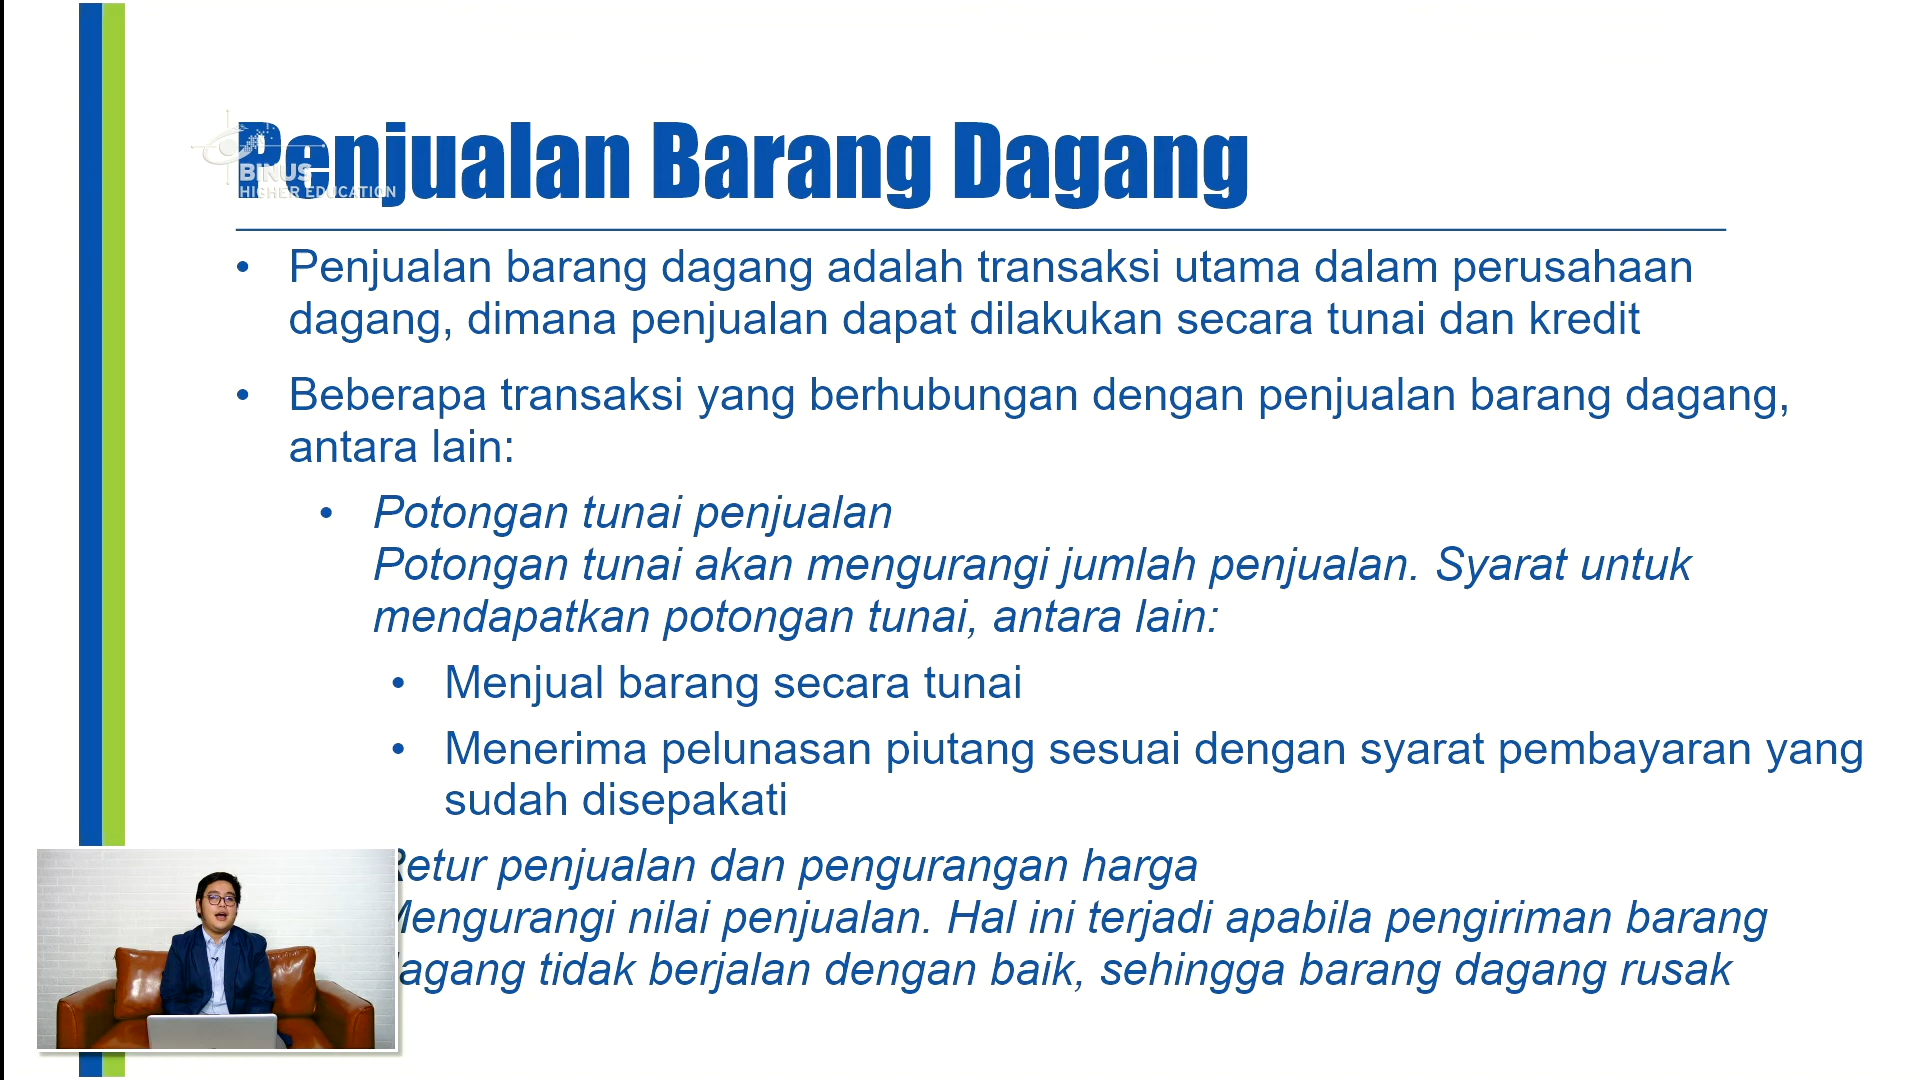 Penjualan Barang Dagang
BINUS
HIGHER EDUCATION
• Penjualan barang dagang adalah transaksi utama dalam perusahaan
dagang, dimana penjualan dapat dilakukan secara tunai dan kredit
• Beberapa transaksi yang berhubungan dengan penjualan barang dagang,
antara lain:
• Potongan tunai penjualan
Potongan tunai akan mengurangi jumlah penjualan. Syarat untuk
mendapatkan potongan tunai, antara lain:
• Menjual barang secara tunai
• Menerima pelunasan piutang sesuai dengan syarat pembayaran yang
sudah disepakati
Retur penjualan dan pengurangan harga
Mengurangi nilai penjualan. Hal ini terjadi apabila pengiriman barang
dagang tidak berjalan dengan baik, sehingga barang dagang rusak